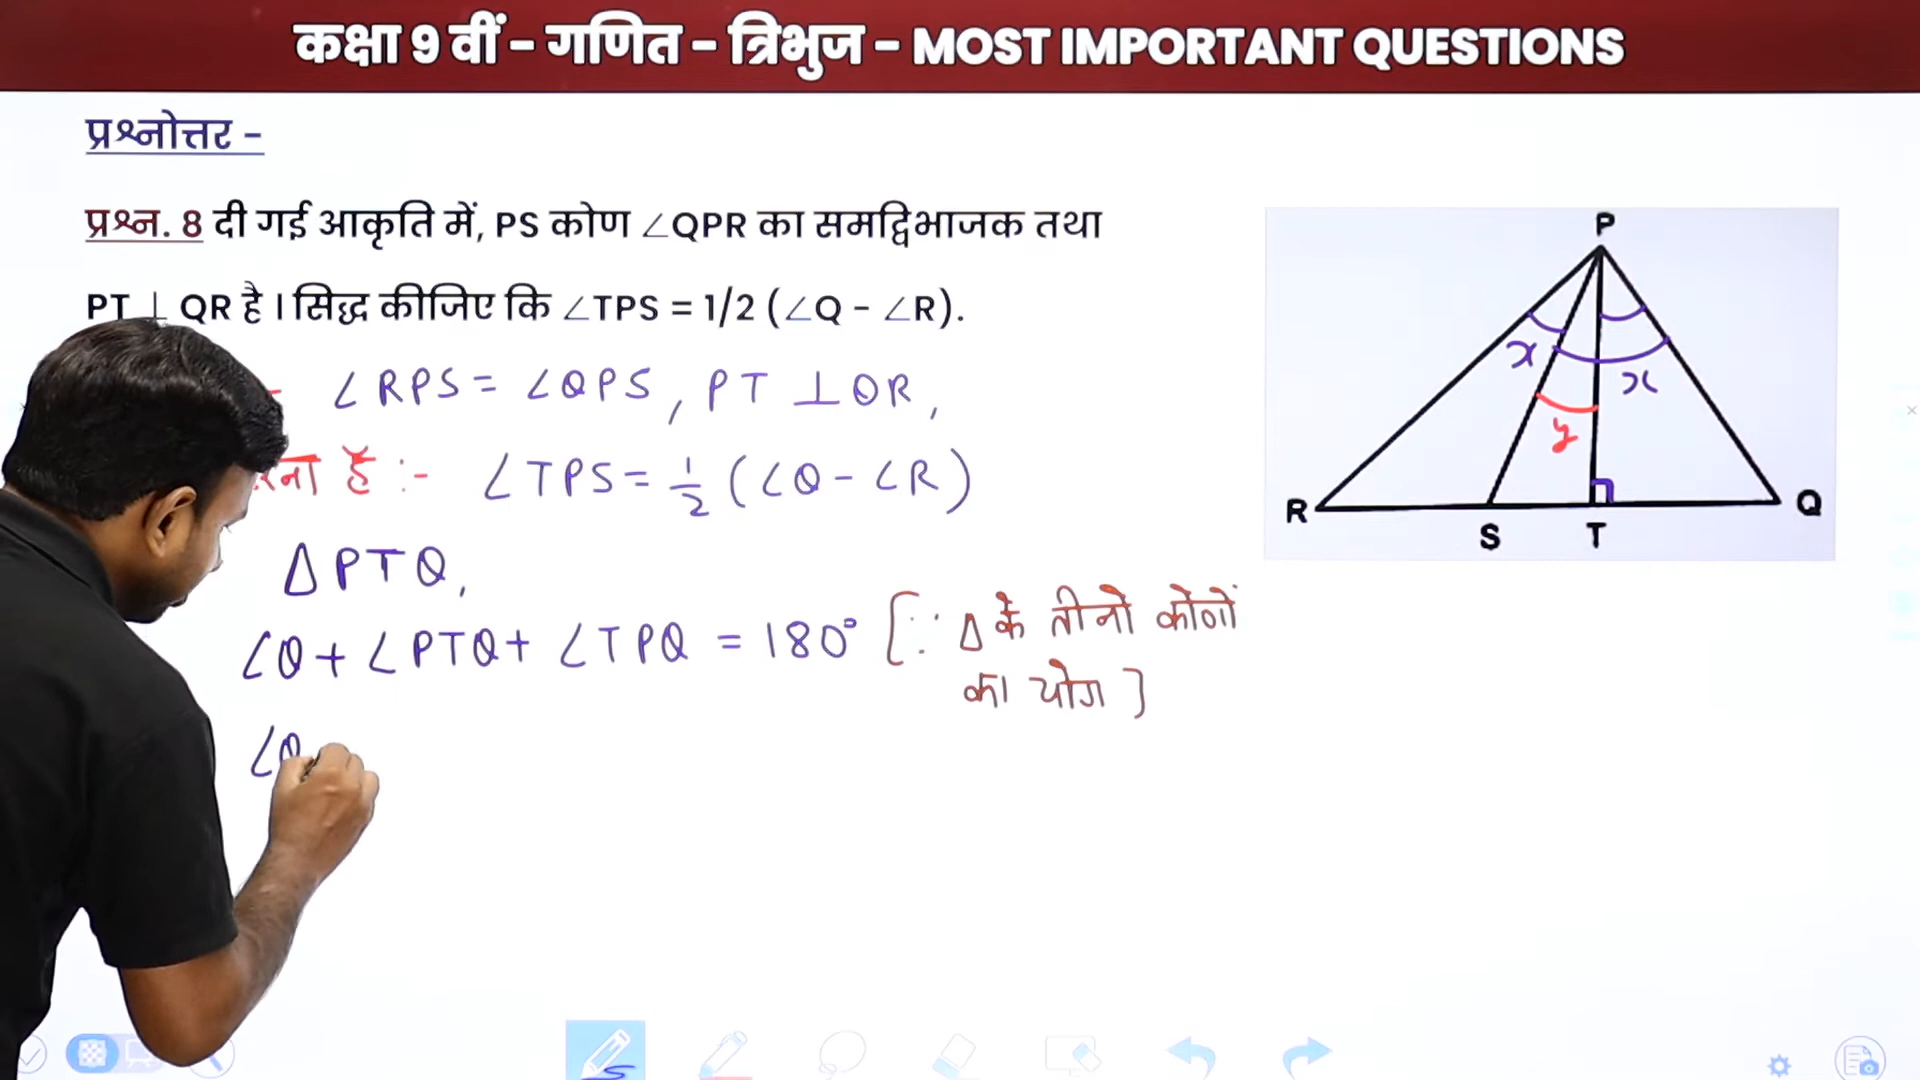 कक्षा 9 वीं – गणित – त्रिभुज – MOST IMPORTANT QUESTIONS
प्रश्नोत्तर –
प्रश्न. 8 दी गई आकृति में, PS कोण ∠QPR का समद्विभाजक तथा
PT ⊥ QR है । सिद्ध कीजिए कि ∠TPS = 1/2 (∠Q – ∠R).
∠RPS = ∠QPS, PT ⊥ QR,
है :- ∠TPS = 1/2 (∠Q - ∠R)
ΔPTQ,
∠Q + ∠PTQ + ∠TPQ = 180° [∵ Δ के तीनो कोणों
का योग ]
∠Q
P
x
x
y
R
S
T
Q